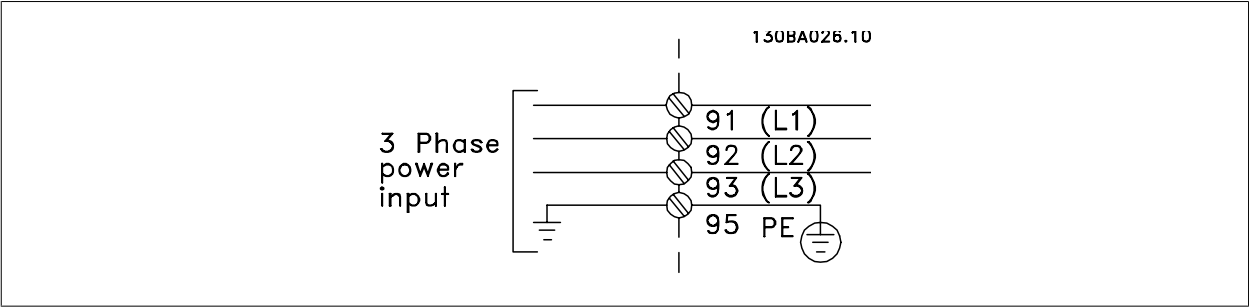 130BA026.10
3 Phase
power
input
91 (L1)
92 (L2)
93 (L3)
95 PE